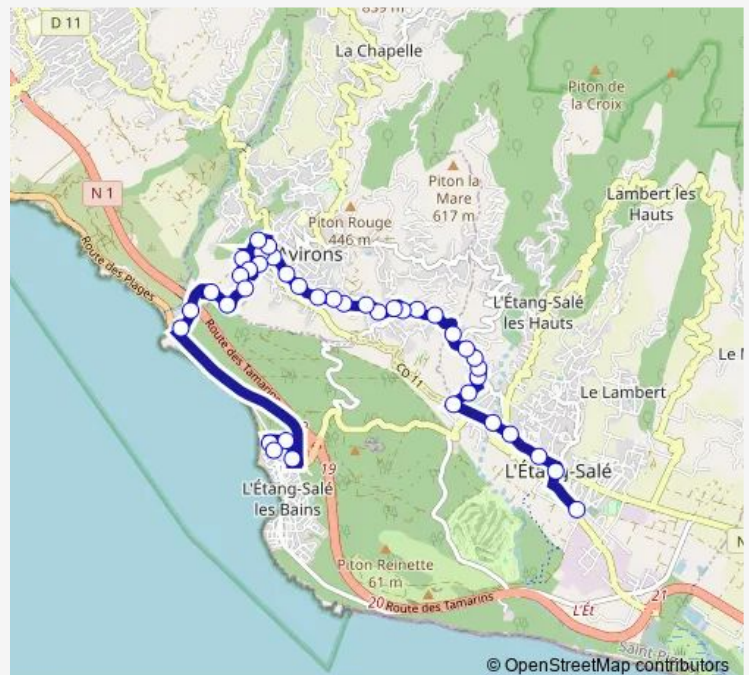 859 m
D 11
La Chapelle
Piton de
la Croix
Piton la
Mare
617 m
N 1
Lambert les
Hauts
Piton Rouge
446 m
Route des Plages
Avirons
L'Étang-Salé
les Hauts
Route des Tamarins
CD 11
Le Lambert
19
L'Étang-Salé
L'Étang-Salé
les Bains
N
Piton Reinette
61 m
20
Route des Tamarins
L'Ét
21
© OpenStreetMap contributors